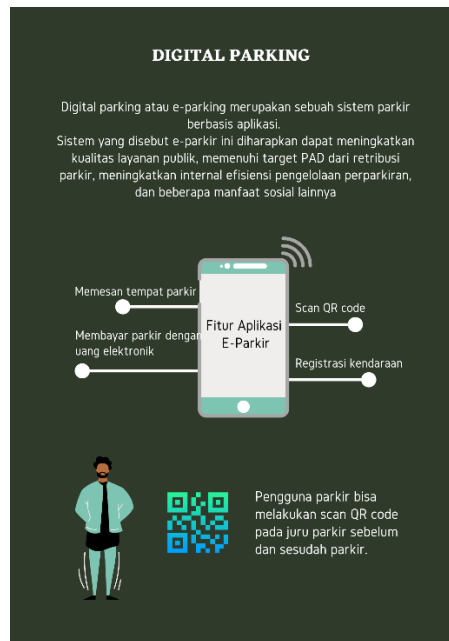 DIGITAL PARKING
Digital parking atau e-parking merupakan sebuah sistem parkir
berbasis aplikasi.
Sistem yang disebut e-parkir ini diharapkan dapat meningkatkan
kualitas layanan publik, memenuhi target PAD dari retribusi
parkir, meningkatkan internal efisiensi pengelolaan perparkiran,
dan beberapa manfaat sosial lainnya
Memesan tempat parkir
Membayar parkir dengan
uang elektronik
Fitur Aplikasi
E-Parkir
Scan QR code
Registrasi kendaraan
Pengguna parkir bisa
melakukan scan QR code
pada juru parkir sebelum
dan sesudah parkir.